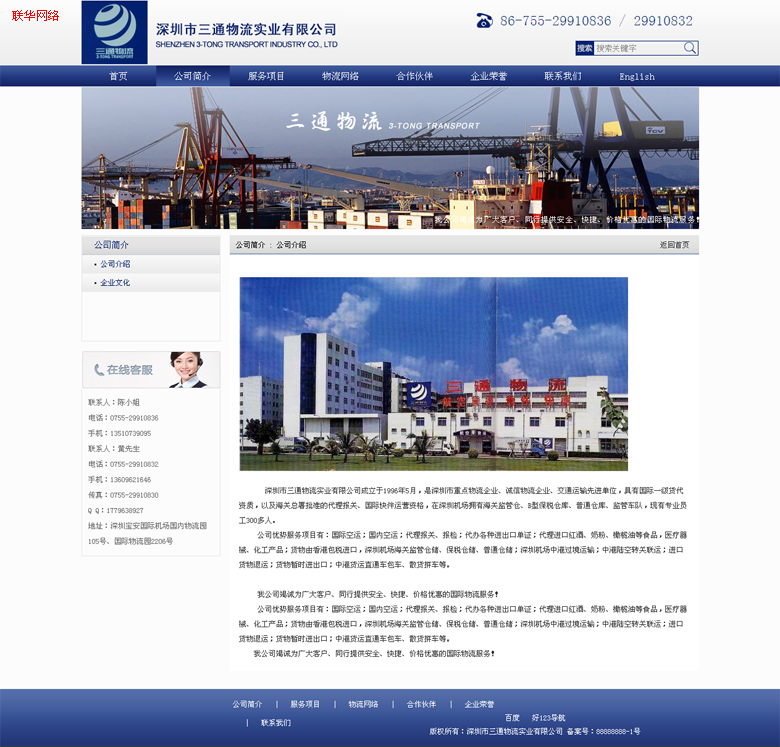 联华网络
深圳市三通物流实业有限公司
SHENZHEN 3-TONG TRANSPORT INDUSTRY CO., LTD
三通物流
3-TONG TRANSPORT
86-755-29910836 / 29910832
搜索 搜索关键字
首页 公司简介 服务项目 物流网络 合作伙伴 企业荣誉 联系我们 English
三通物流 3-TONG TRANSPORT
我公司竭诚为广大客户、同行提供安全、快捷、价格优惠的国际物流服务!
公司简介
• 公司介绍
• 企业文化
公司简介 : 公司介绍 返回首页
在线客服
联系人:陈小姐
电话:0755-29910836
手机:13510739095
联系人:黄先生
电话:0755-29910832
手机:13609621646
传真:0755-29910830
Q Q:1779638927
地址:深圳宝安国际机场国内物流园
105号、国际物流园2206号
三通物流
深圳市三通物流实业有限公司成立于1996年5月,是深圳市重点物流企业、诚信物流企业、交通运输先进单位,具有国际一级货代
资质,以及海关总署批准的代理报关、国际快件运营资格,在深圳机场拥有海关监管仓、B型保税仓库、普通仓库、监管车队,现有专业员
工300多人。
公司优势服务项目有:国际空运;国内空运;代理报关、报检;代办各种进出口单证;代理进口红酒、奶粉、橄榄油等食品,医疗器
械、化工产品;货物由香港包税进口,深圳机场海关监管仓储、保税仓储、普通仓储;深圳机场中港过境运输;中港陆空转关联运;进口
货物退运;货物暂时进出口;中港货运直通车包车、散货拼车等。
我公司竭诚为广大客户、同行提供安全、快捷、价格优惠的国际物流服务!
公司优势服务项目有:国际空运;国内空运;代理报关、报检;代办各种进出口单证;代理进口红酒、奶粉、橄榄油等食品,医疗器
械、化工产品;货物由香港包税进口,深圳机场海关监管仓储、保税仓储、普通仓储;深圳机场中港过境运输;中港陆空转关联运;进口
货物退运;货物暂时进出口;中港货运直通车包车、散货拼车等。
我公司竭诚为广大客户、同行提供安全、快捷、价格优惠的国际物流服务!
公司简介 | 服务项目 | 物流网络 | 合作伙伴 | 企业荣誉
| 联系我们
百度 好123导航
版权所有:深圳市三通物流实业有限公司 备案号:88888888-1号